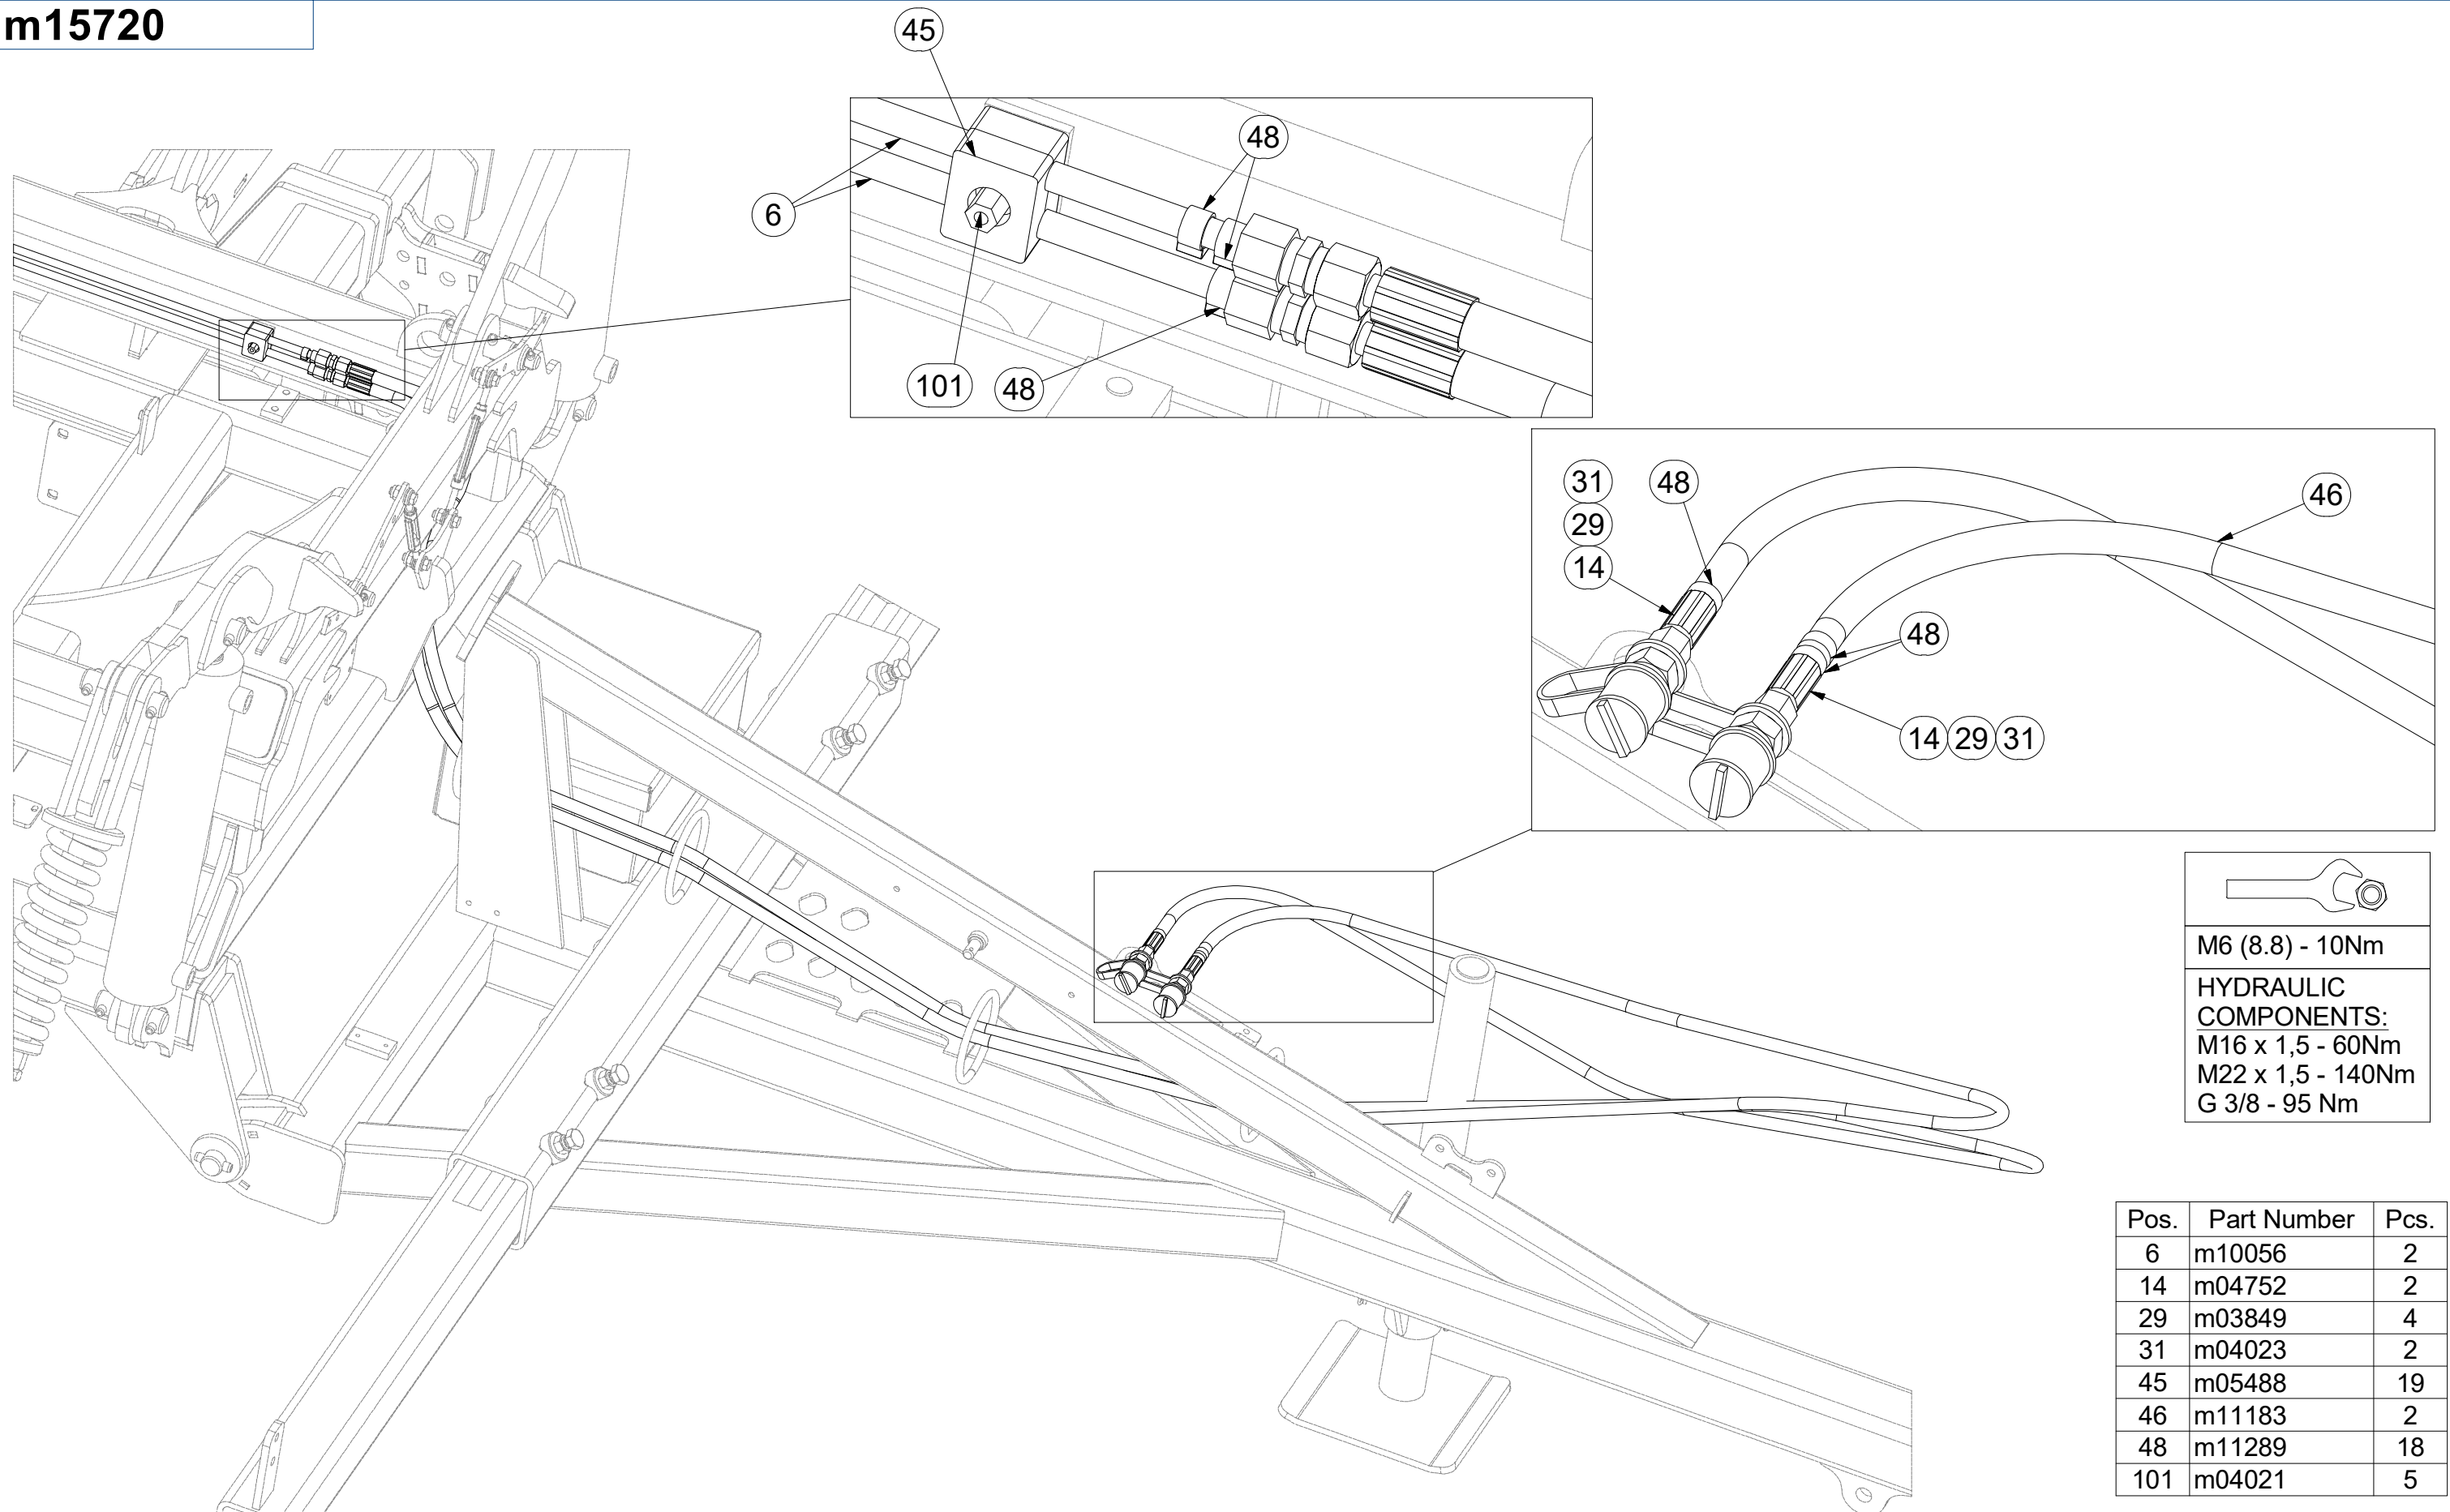 m15720
45
48
6
101
48
31
48
46
29
14
48
14 29 31
M6 (8.8) - 10Nm
HYDRAULIC
COMPONENTS:
M16 x 1,5 - 60Nm
M22 x 1,5 - 140Nm
G 3/8 - 95 Nm
Pos. Part Number Pcs.
6 m10056 2
14 m04752 2
29 m03849 4
31 m04023 2
45 m05488 19
46 m11183 2
48 m11289 18
101 m04021 5